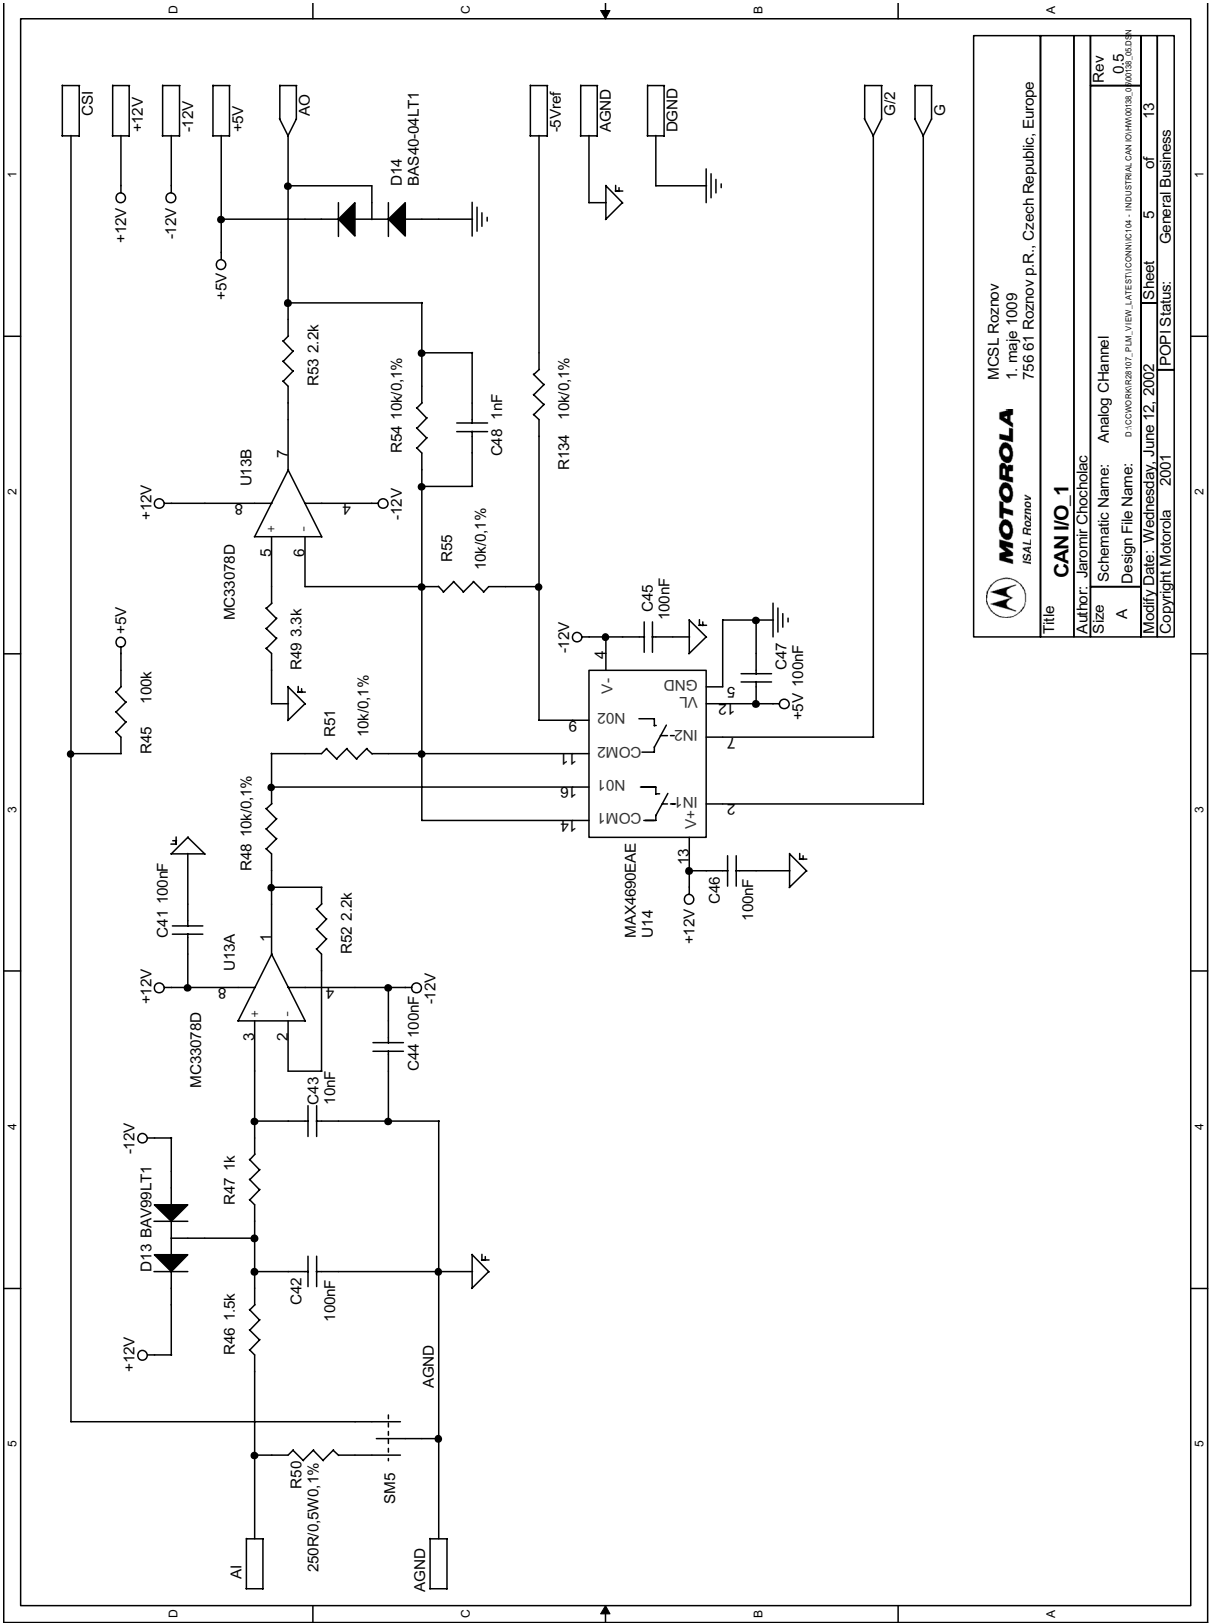 5
4
3
2
1
D
C
B
A
D
C
B
A
5
4
3
2
1
AI
AGND
R50
250R/0,5W0,1%
SM5
AGND
R46 1.5k
+12V
D13 BAV99LT1
-12V
C42
100nF
R47 1k
C43
10nF
MC33078D
U13A
3
2
1
8
4
+12V
-12V
C44 100nF
C41 100nF
F
F
R52 2.2k
R48 10k/0,1%
R45 100k
+5V
R51
10k/0,1%
R49 3.3k
F
MC33078D
U13B
5
6
7
8
4
+12V
-12V
R55
10k/0,1%
R54 10k/0,1%
C48 1nF
R53 2.2k
R134 10k/0,1%
+5V
+12V
-12V
D14
BAS40-04LT1
CSI
+12V
-12V
+5V
AO
-5Vref
AGND
F
DGND
G/2
G
MAX4690EAE
U14
+12V
C46
100nF
F
13
V+
14
COM1
16
N01
11
COM2
9
N02
2
IN1
7
IN2
12
VL
5
GND
4
V-
-12V
C45
100nF
F
C47
100nF
+5V
MOTOROLA
ISAL Roznov
MCSL Roznov
1. maje 1009
756 61 Roznov p.R., Czech Republic, Europe
Title
CAN I/O_1
Author: Jaromir Chocholac
Size
A
Schematic Name: Analog CHannel
Design File Name:
Rev
0.5
Modify Date: Wednesday, June 12, 2002
Sheet 5 of 13
Copyright Motorola 2001
POPI Status: General Business